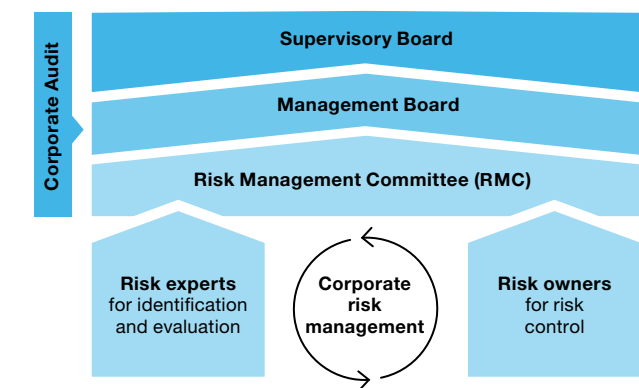 Corporate Audit
Supervisory Board
Management Board
Risk Management Committee (RMC)
Risk experts
for identification
and evaluation
Corporate
risk
management
Risk owners
for risk
control